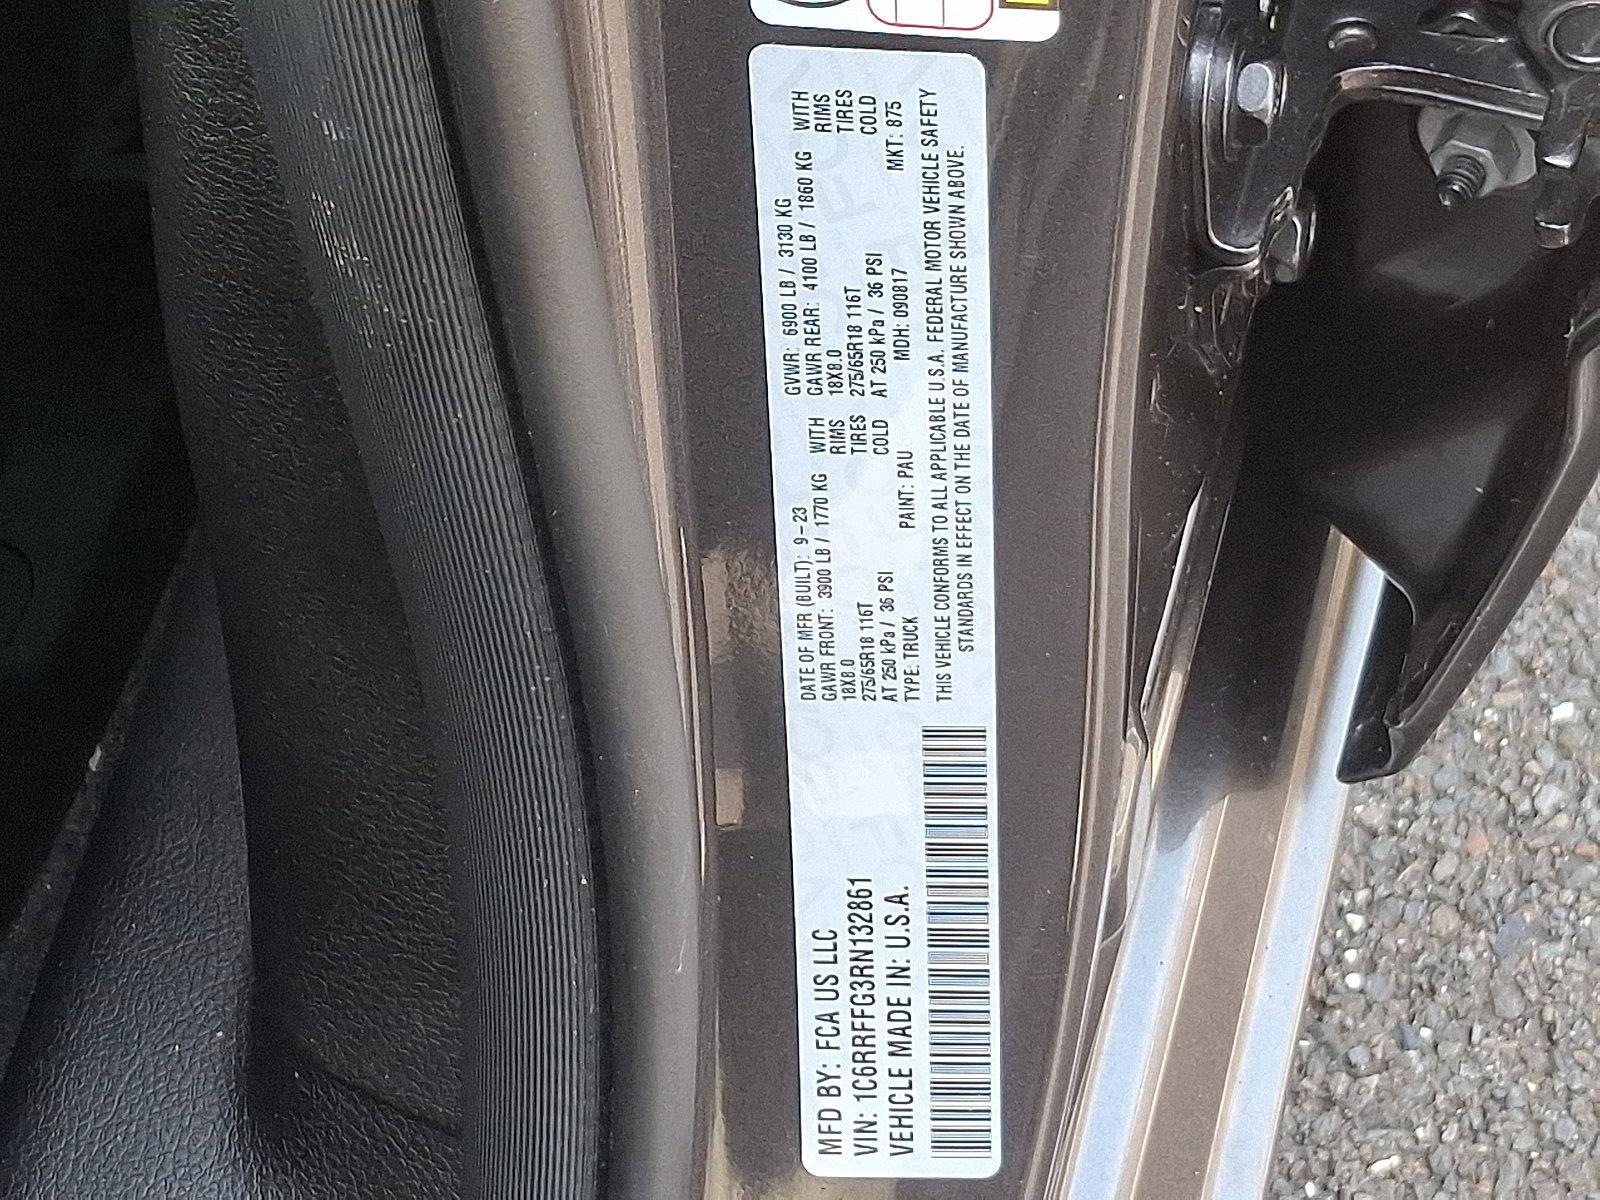 MFD BY: FCA US LLC
VIN: 1C6RRFFG3RN132861
VEHICLE MADE IN: U.S.A.
DATE OF MFR (BUILT): 9-23
GAWR FRONT: 3900 LB / 1770 KG WITH
18X8.0 RIMS
275/65R18 116T TIRES
AT 250 kPa / 36 PSI COLD
GVWR: 6900 LB / 3130 KG
GAWR REAR: 4100 LB / 1860 KG WITH
18X8.0 RIMS
275/65R18 116T TIRES
AT 250 kPa / 36 PSI COLD
TYPE: TRUCK PAINT: PAU MDH: 090817 MKT: 875
THIS VEHICLE CONFORMS TO ALL APPLICABLE U.S.A. FEDERAL MOTOR VEHICLE SAFETY
STANDARDS IN EFFECT ON THE DATE OF MANUFACTURE SHOWN ABOVE.